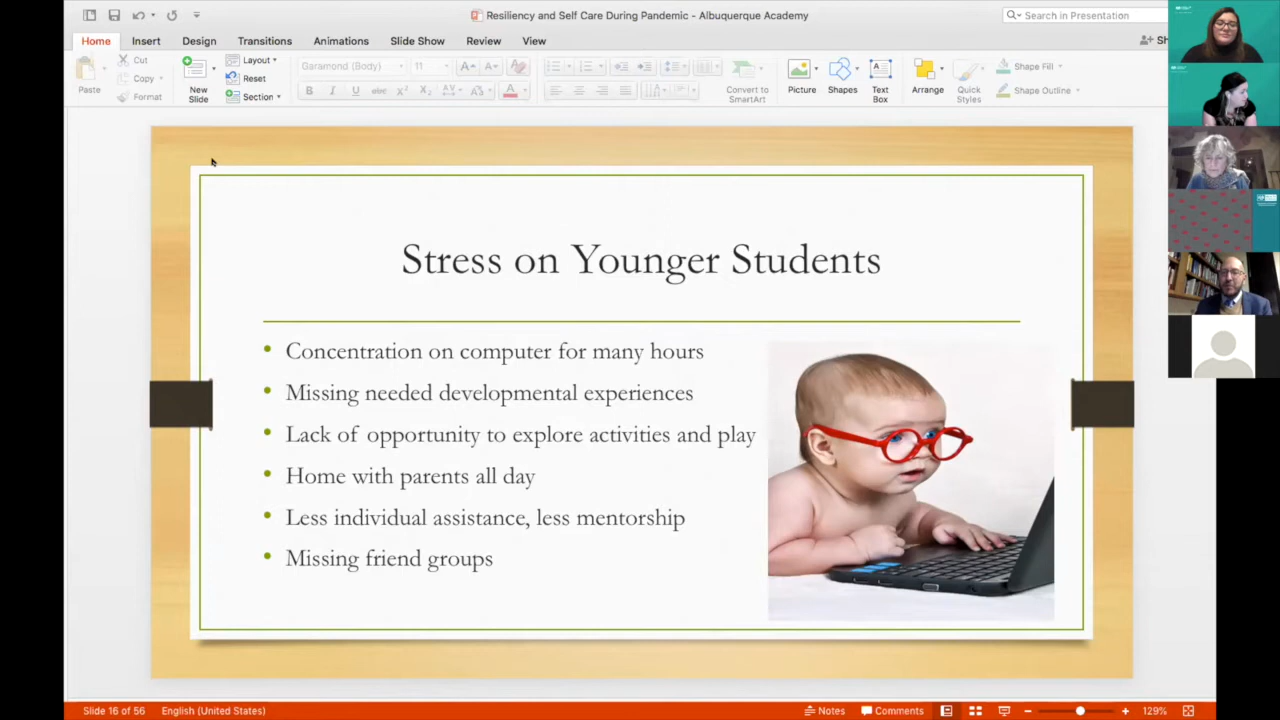 Resiliency and Self Care During Pandemic - Albuquerque Academy
Search in Presentation
Home
Insert
Design
Transitions
Animations
Slide Show
Review
View
Paste
Cut
Copy
Format
New
Slide
Layout
Reset
Section
Garamond (Body)
11
Convert to
SmartArt
Picture
Shapes
Text
Box
Arrange
Quick
Styles
Shape Fill
Shape Outline
Stress on Younger Students
• Concentration on computer for many hours
• Missing needed developmental experiences
• Lack of opportunity to explore activities and play
• Home with parents all day
• Less individual assistance, less mentorship
• Missing friend groups
Slide 16 of 56
English (United States)
Notes
Comments
129%